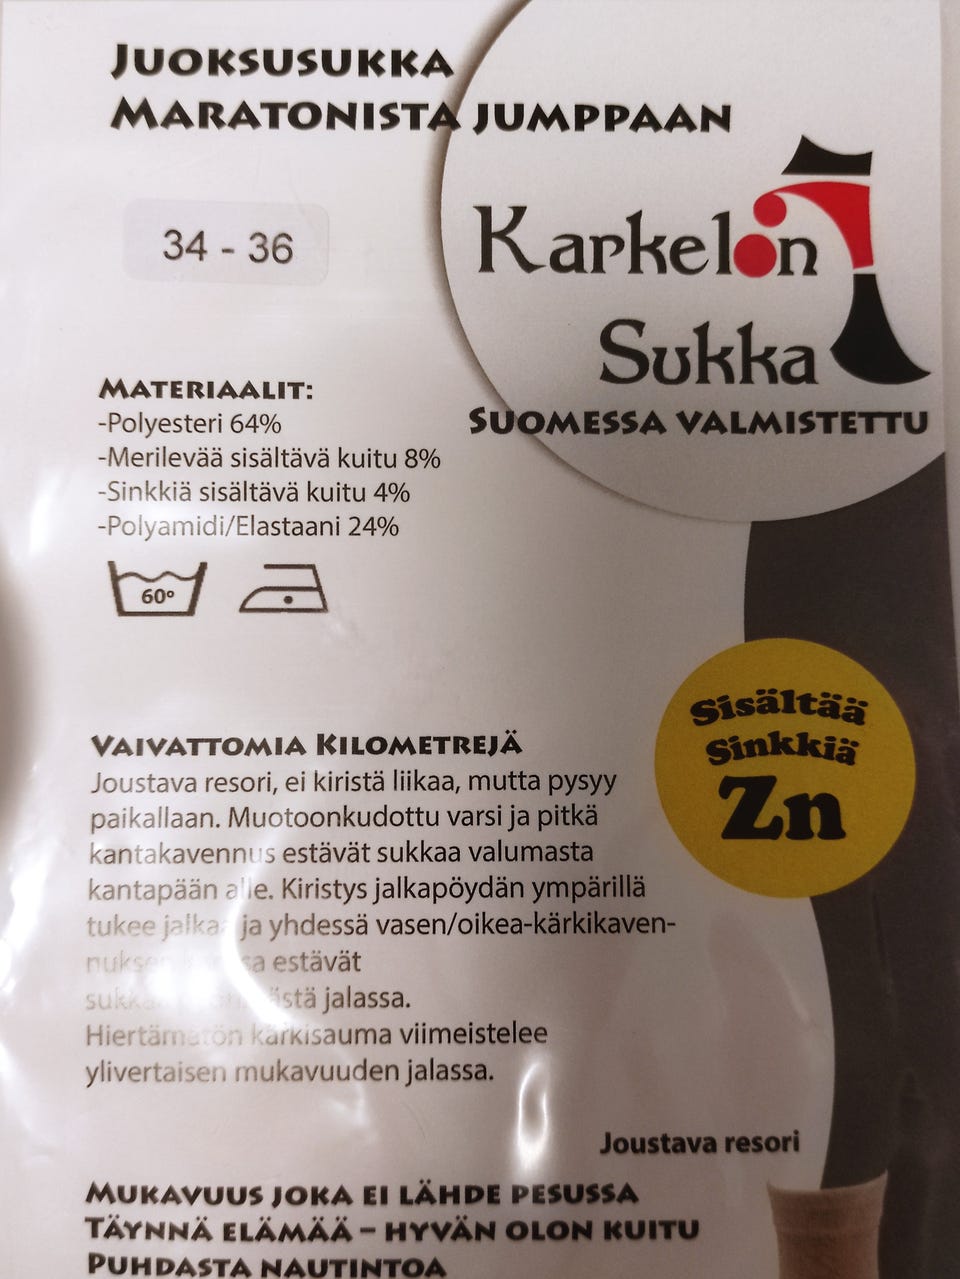 JUOKSUSUKKA
MARATONISTA JUMPPAAN
34 - 36
Karkelon
Sukka
SUOMESSA VALMISTETTU
MATERIAALIT:
-Polyesteri 64%
-Merilevää sisältävä kuitu 8%
-Sinkkiä sisältävä kuitu 4%
-Polyamidi/Elastaani 24%
60°
Sisältää
Sinkkiä
Zn
VAIVATTOMIA KILOMETREJÄ
Joustava resori, ei kiristä liikaa, mutta pysyy
paikallaan. Muotoonkudottu varsi ja pitkä
kantakavennus estävät sukkaa valumasta
kantapään alle. Kiristys jalkapöydän ympärillä
tukee jalkaa ja yhdessä vasen/oikea-kärkikaven-
nuksen kanssa estävät
jalassa.
Hiertämätön kärkisauma viimeistelee
ylivertaisen mukavuuden jalassa.
Joustava resori
MUKAVUUS JOKA EI LÄHDE PESUSSA
TÄYNNÄ ELÄMÄÄ – HYVÄN OLON KUITU
PUHDASTA NAUTINTOA